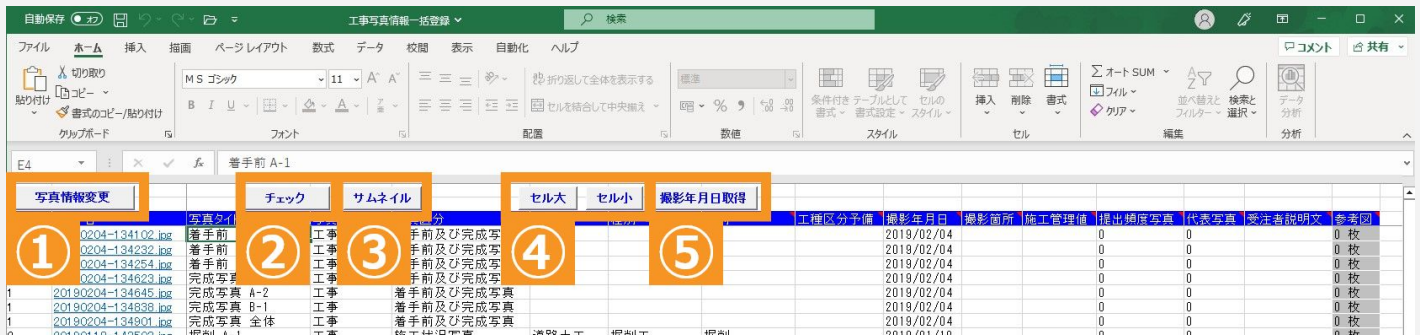 自動保存 オフ 工事写真情報一括登録 検索
ファイル ホーム 挿入 描画 ページ レイアウト 数式 データ 校閲 表示 自動化 ヘルプ コメント 共有
貼り付け 切り取り コピー 書式のコピー/貼り付け クリップボード
MS ゴシック 11 A A B I U フォント
折り返して全体を表示する セルを結合して中央揃え 配置
標準 % 数値
条件付き書式 テーブルとして書式設定 セルのスタイル スタイル
挿入 削除 書式 セル
オート SUM フィル クリア 並べ替えとフィルター 検索と選択 編集
データ分析 分析
E4 fx 着手前 A-1
写真情報変更 チェック サムネイル セル大 セル小 撮影年月日取得
① ② ③ ④ ⑤
工種区分予備 撮影年月日 撮影箇所 施工管理値 提出頻度写真 代表写真 受注者説明文 参考図
0204-134102.jpg 着手前 工事 手前及び完成写 2019/02/04 0 0 0 枚
0204-134232.jpg 着手前 工事 手前及び完成写 2019/02/04 0 0 0 枚
0204-134254.jpg 着手前 工事 手前及び完成写 2019/02/04 0 0 0 枚
0204-134623.jpg 完成写真 工事 手前及び完成写 2019/02/04 0 0 0 枚
1 20190204-134645.jpg 完成写真 A-2 工事 着手前及び完成写真 2019/02/04 0 0 0 枚
1 20190204-134838.jpg 完成写真 B-1 工事 着手前及び完成写真 2019/02/04 0 0 0 枚
1 20190204-134901.jpg 完成写真 全体 工事 着手前及び完成写真 2019/02/04 0 0 0 枚